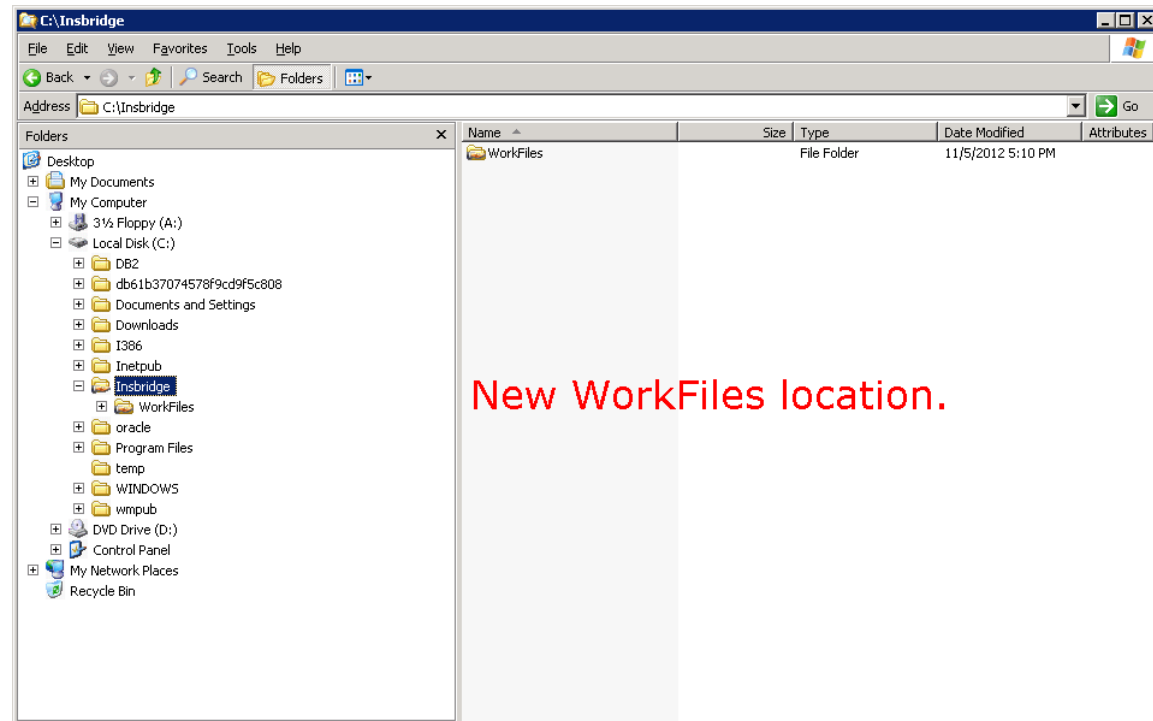 C:\Insbridge
File Edit View Favorites Tools Help
Back Search Folders
Address C:\Insbridge Go
Folders x
Name Size Type Date Modified Attributes
Desktop
My Documents
My Computer
3½ Floppy (A:)
Local Disk (C:)
DB2
db61b37074578f9cd9f5c808
Documents and Settings
Downloads
I386
Inetpub
Insbridge
WorkFiles
oracle
Program Files
temp
WINDOWS
wmpub
DVD Drive (D:)
Control Panel
My Network Places
Recycle Bin
WorkFiles File Folder 11/5/2012 5:10 PM
New WorkFiles location.